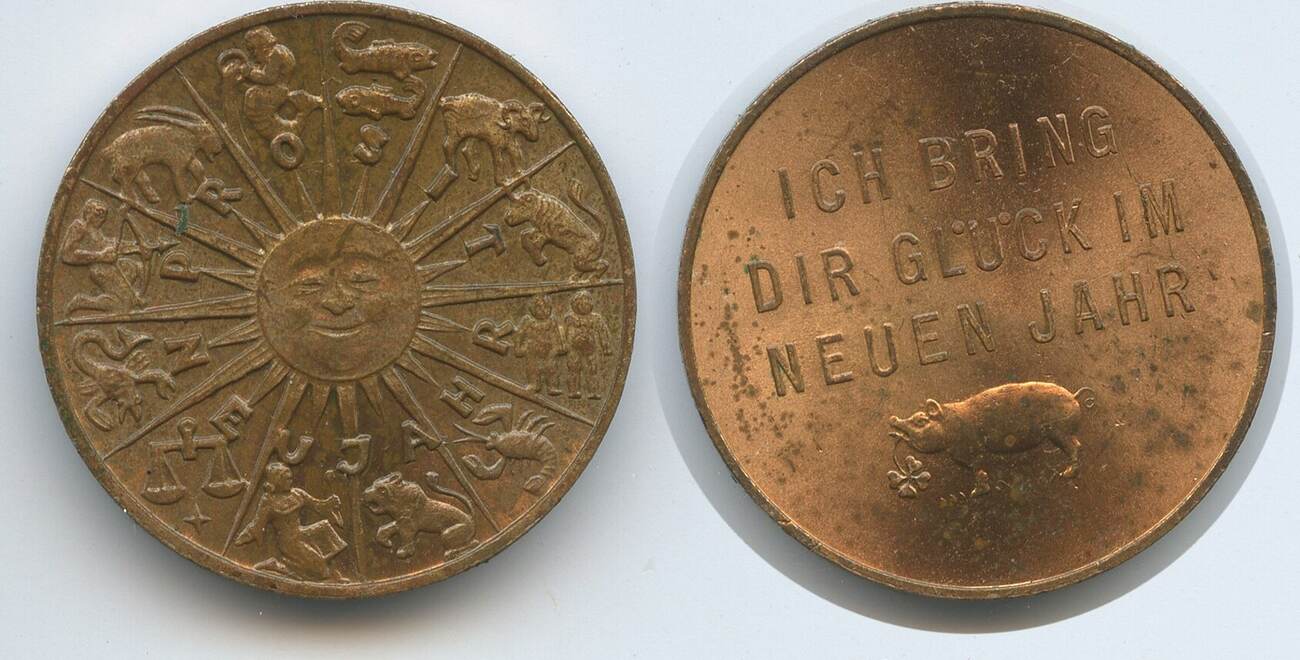 PROSIT
NEUJAHR
ICH BRING
DIR GLÜCK IM
NEUEN JAHR